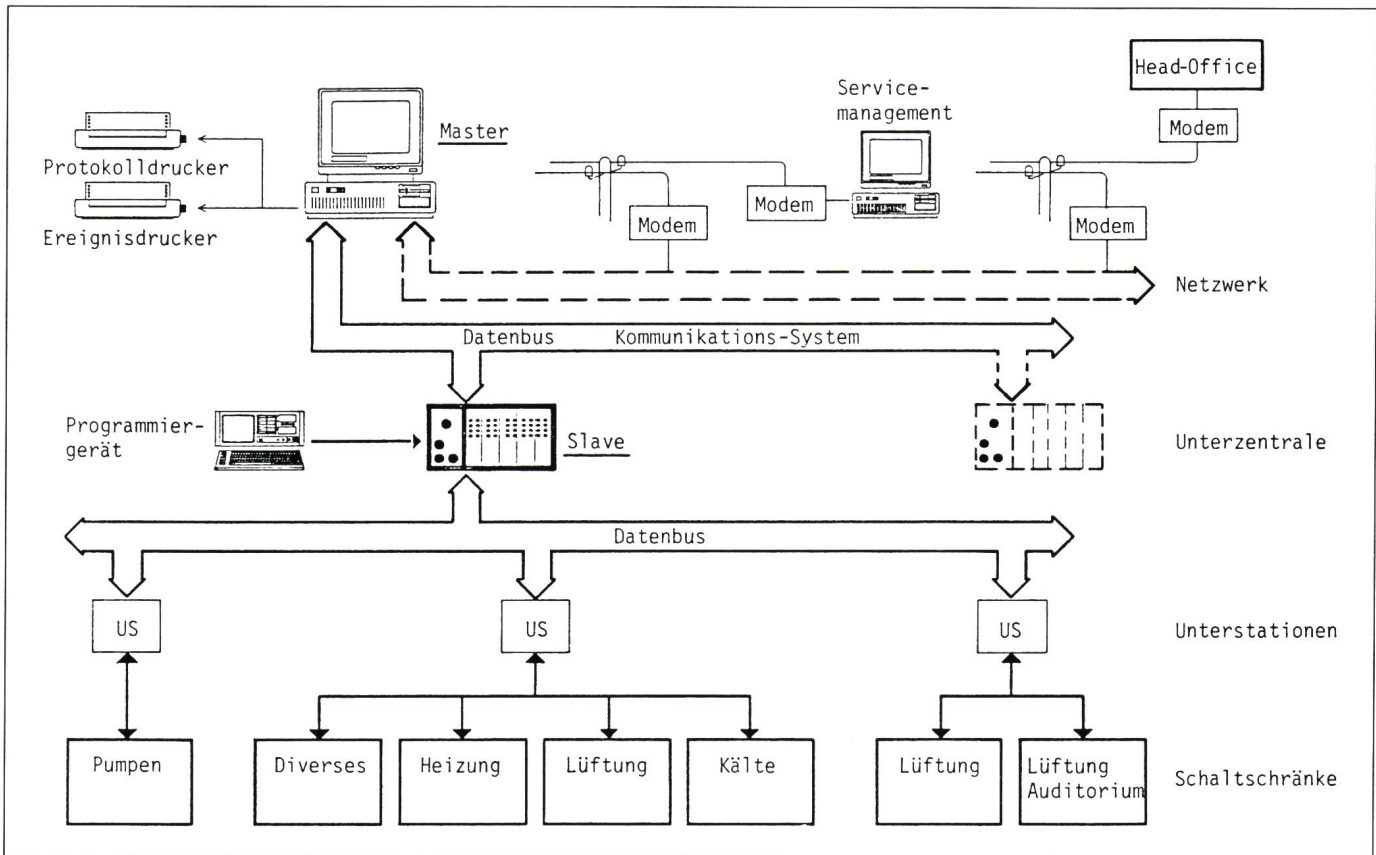 Head-Office
Service-
management
Master
Modem
Protokolldrucker
Modem
Ereignisdrucker
Modem
Modem
Netzwerk
Datenbus Kommunikations-System
Programmier-
gerät
Slave
Unterzentrale
Datenbus
US US US Unterstationen
Pumpen Diverses Heizung Lüftung Kälte Lüftung Lüftung
Auditorium
Schaltschränke